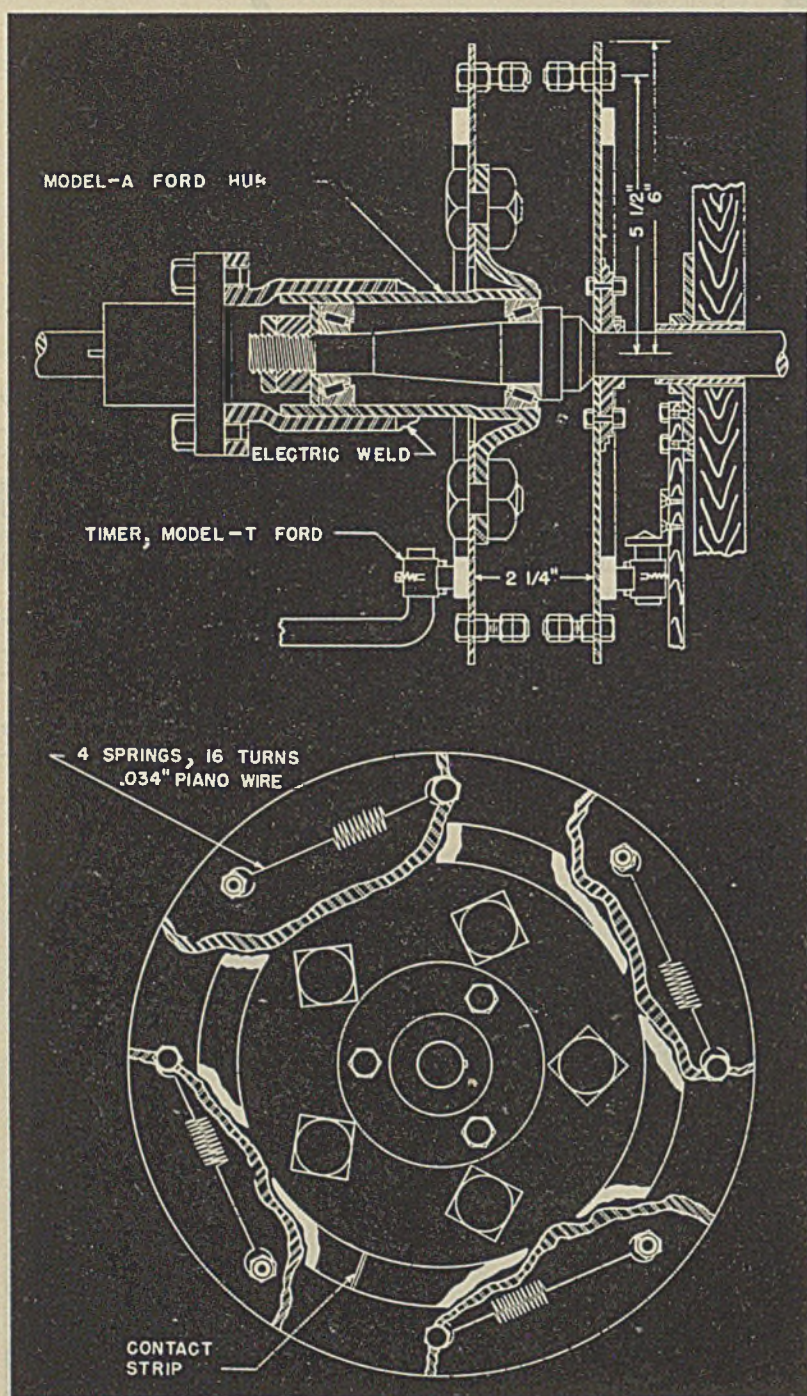 MODEL-A FORD HUB
5 1/2"
6"
ELECTRIC WELD
TIMER, MODEL-T FORD
2 1/4"
4 SPRINGS, 16 TURNS
.034" PIANO WIRE
CONTACT
STRIP